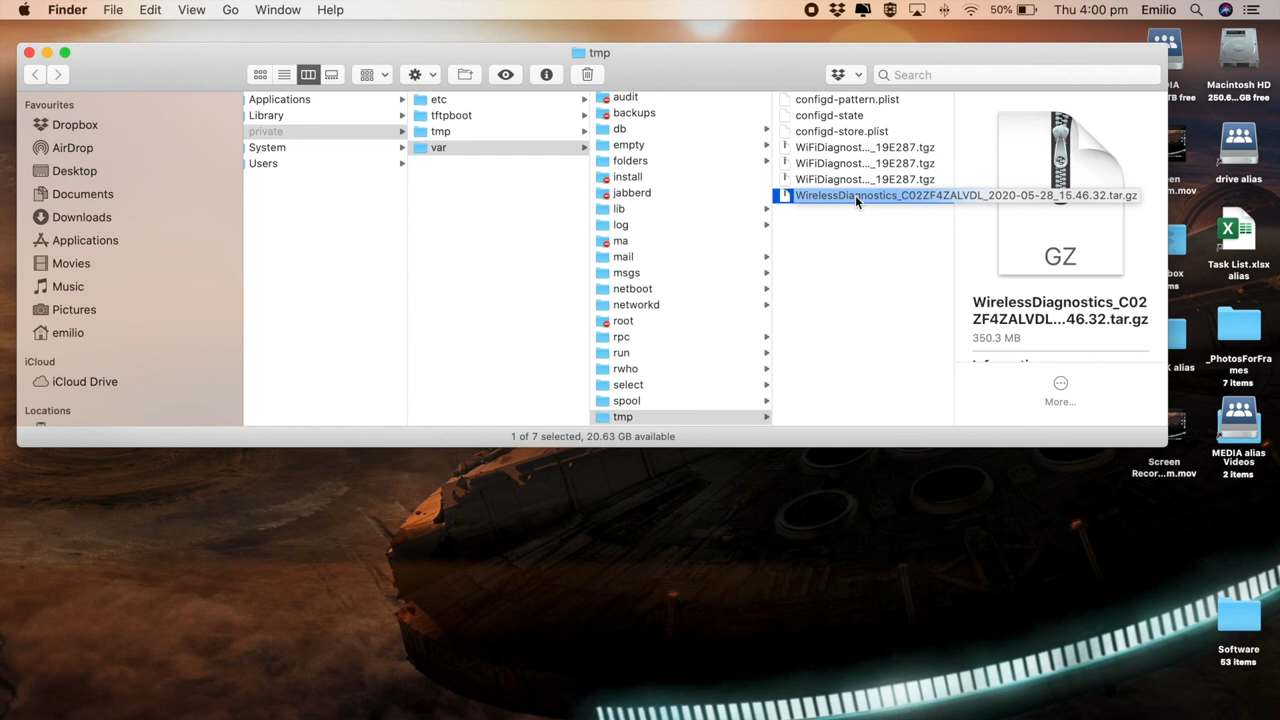 Finder File Edit View Go Window Help
50% Thu 4:00 pm Emilio
tmp
Search
Favourites
Dropbox
AirDrop
Desktop
Documents
Downloads
Applications
Movies
Music
Pictures
emilio
iCloud
iCloud Drive
Locations
Applications
Library
private
System
Users
etc
tftpboot
tmp
var
audit
backups
db
empty
folders
install
jabberd
lib
log
ma
mail
msgs
netboot
networkd
root
rpc
run
rwho
select
spool
tmp
configd-pattern.plist
configd-state
configd-store.plist
WiFiDiagnost..._19E287.tgz
WiFiDiagnost..._19E287.tgz
WiFiDiagnost..._19E287.tgz
WirelessDiagnostics_C02ZF4ZALVDL_2020-05-28_15.46.32.tar.gz
GZ
WirelessDiagnostics_C02
ZF4ZALVDL...46.32.tar.gz
350.3 MB
More...
1 of 7 selected, 20.63 GB available
Macintosh HD
250.6...GB free
drive alias
Task List.xlsx
alias
_PhotosForFra
mes
7 items
MEDIA alias
Videos
2 items
Screen
Recor...m.mov
Software
53 items